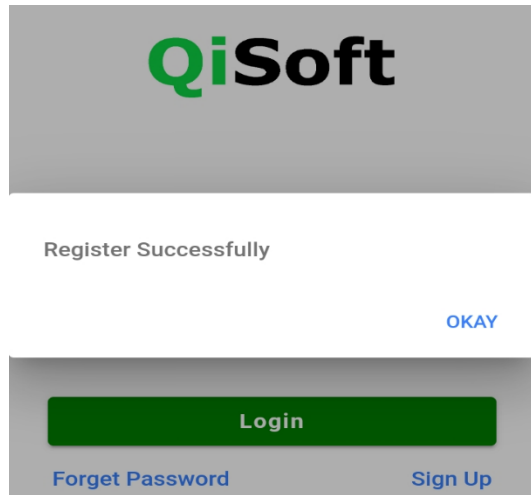 QiSoft
Register Successfully
OKAY
Login
Forget Password Sign Up